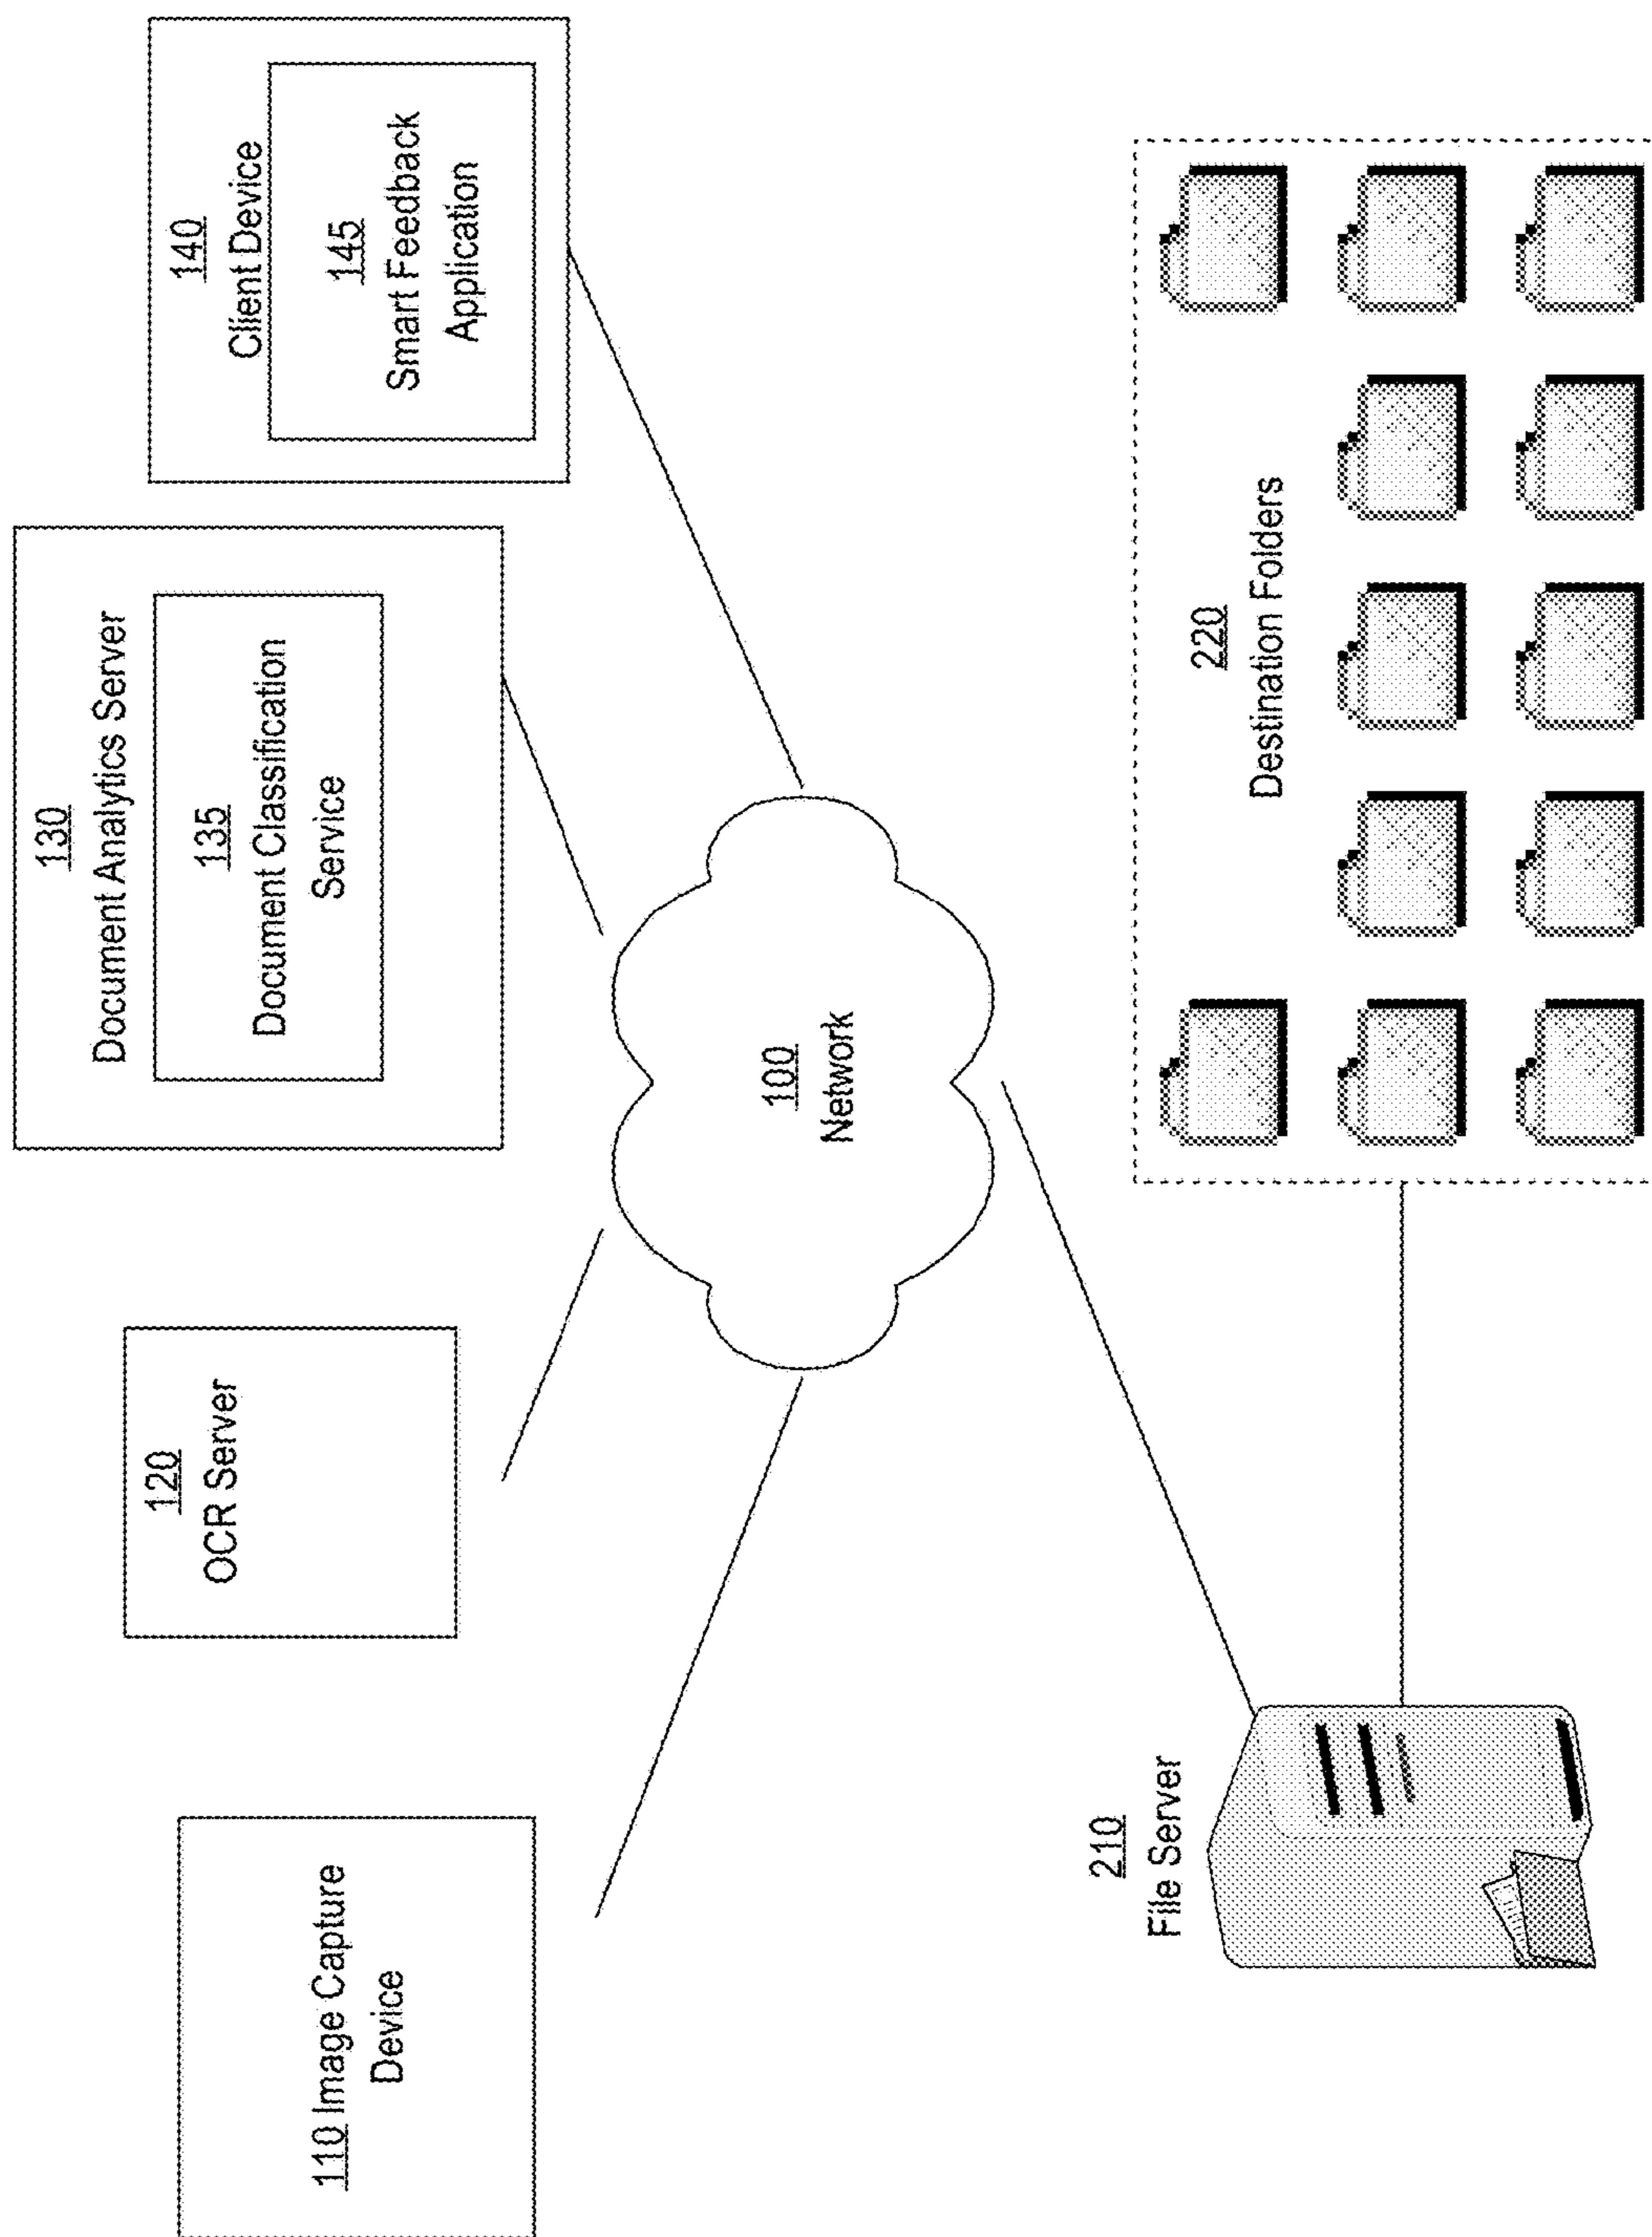 110 Image Capture
Device
120
OCR Server
130
Document Analytics Server
135
Document Classification
Service
140
Client Device
145
Smart Feedback
Application
100
Network
210
File Server
220
Destination Folders